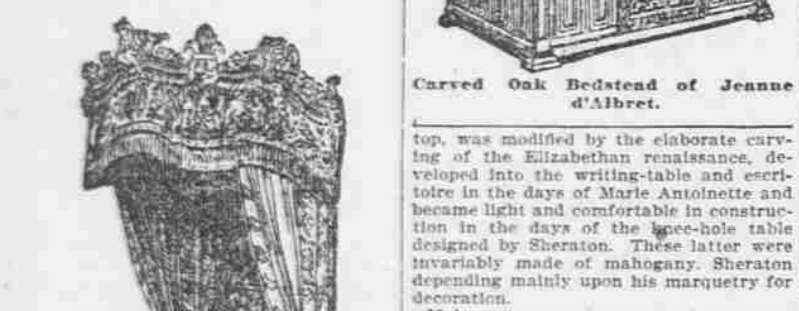 Carved Oak Bedstead of Jeanne
d'Albret.
top, was modified by the elaborate carv-
ing of the Elizabethan renaissance, de-
veloped into the writing-table and escri-
toire in the days of Marie Antoinette and
became light and comfortable in construc-
tion in the days of the knee-hole table
designed by Sheraton. These latter were
invariably made of mahogany. Sheraton
depending mainly upon his marquetry for
decoration.